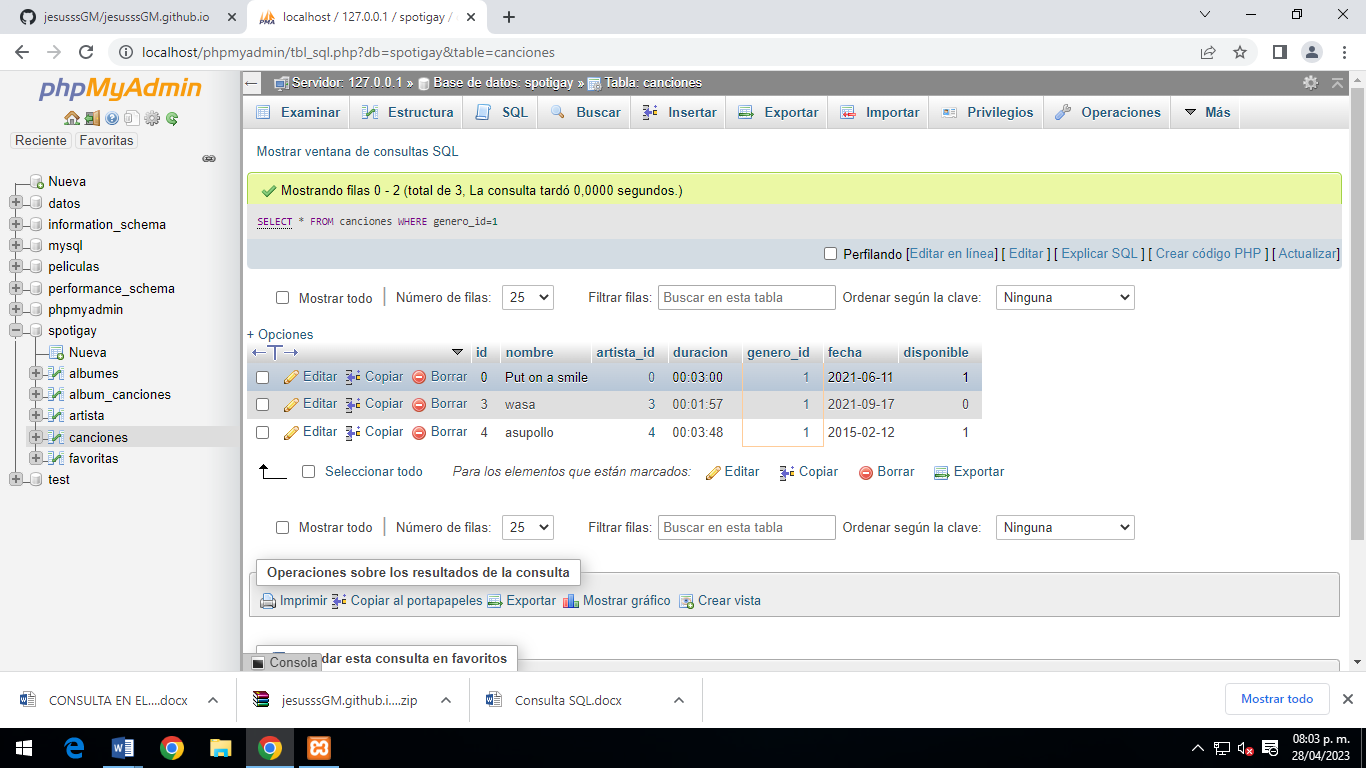 jesusssGM/jesusssGM.github.io
localhost / 127.0.0.1 / spotigay /
localhost/phpmyadmin/tbl_sql.php?db=spotigay&table=canciones
phpMyAdmin
Reciente Favoritas
Nueva
datos
information_schema
mysql
peliculas
performance_schema
phpmyadmin
spotigay
Nueva
albumes
album_canciones
artista
canciones
favoritas
test
Servidor: 127.0.0.1 » Base de datos: spotigay » Tabla: canciones
Examinar Estructura SQL Buscar Insertar Exportar Importar Privilegios Operaciones Más
Mostrar ventana de consultas SQL
Mostrando filas 0 - 2 (total de 3, La consulta tardó 0,0000 segundos.)
SELECT * FROM canciones WHERE genero_id=1
Perfilando [Editar en línea] [ Editar ] [ Explicar SQL ] [ Crear código PHP ] [ Actualizar]
Mostrar todo | Número de filas: 25 Filtrar filas: Buscar en esta tabla Ordenar según la clave: Ninguna
+ Opciones
id nombre artista_id duracion genero_id fecha disponible
Editar Copiar Borrar 0 Put on a smile 0 00:03:00 1 2021-06-11 1
Editar Copiar Borrar 3 wasa 3 00:01:57 1 2021-09-17 0
Editar Copiar Borrar 4 asupollo 4 00:03:48 1 2015-02-12 1
Seleccionar todo Para los elementos que están marcados: Editar Copiar Borrar Exportar
Mostrar todo | Número de filas: 25 Filtrar filas: Buscar en esta tabla Ordenar según la clave: Ninguna
Operaciones sobre los resultados de la consulta
Imprimir Copiar al portapapeles Exportar Mostrar gráfico Crear vista
dar esta consulta en favoritos
Consola
CONSULTA EN EL....docx
jesusssGM.github.i....zip
Consulta SQL.docx
Mostrar todo
08:03 p. m.
28/04/2023